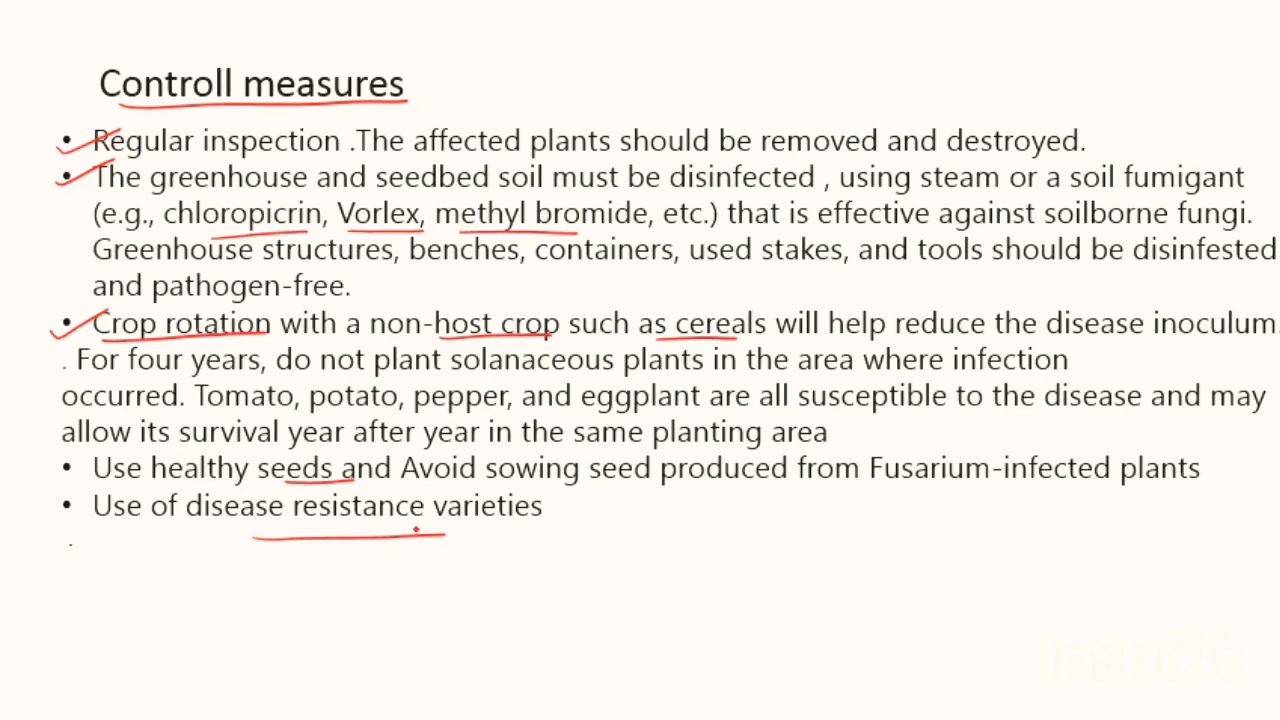 Controll measures
• Regular inspection .The affected plants should be removed and destroyed.
• The greenhouse and seedbed soil must be disinfected , using steam or a soil fumigant
(e.g., chloropicrin, Vorlex, methyl bromide, etc.) that is effective against soilborne fungi.
Greenhouse structures, benches, containers, used stakes, and tools should be disinfested
and pathogen-free.
• Crop rotation with a non-host crop such as cereals will help reduce the disease inoculum.
. For four years, do not plant solanaceous plants in the area where infection
occurred. Tomato, potato, pepper, and eggplant are all susceptible to the disease and may
allow its survival year after year in the same planting area
• Use healthy seeds and Avoid sowing seed produced from Fusarium-infected plants
• Use of disease resistance varieties
.